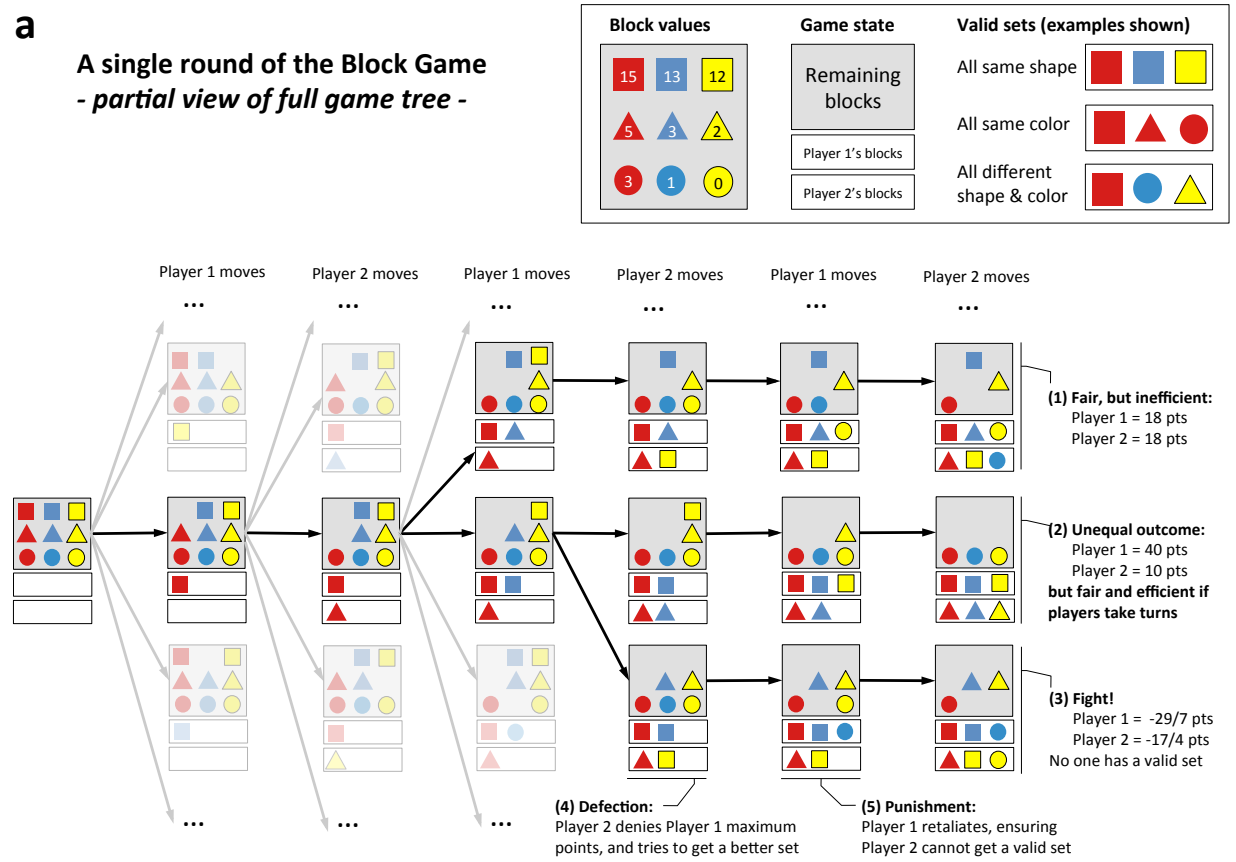 a
A single round of the Block Game
- partial view of full game tree -
Block values
15 13 12
5 3 2
3 1 0
Game state
Remaining
blocks
Player 1's blocks
Player 2's blocks
Valid sets (examples shown)
All same shape
All same color
All different
shape & color
Player 1 moves
Player 2 moves
Player 1 moves
Player 2 moves
Player 1 moves
Player 2 moves
...
...
...
...
...
...
(1) Fair, but inefficient:
Player 1 = 18 pts
Player 2 = 18 pts
(2) Unequal outcome:
Player 1 = 40 pts
Player 2 = 10 pts
but fair and efficient if
players take turns
(3) Fight!
Player 1 = -29/7 pts
Player 2 = -17/4 pts
No one has a valid set
(4) Defection:
Player 2 denies Player 1 maximum
points, and tries to get a better set
(5) Punishment:
Player 1 retaliates, ensuring
Player 2 cannot get a valid set
...
...
...